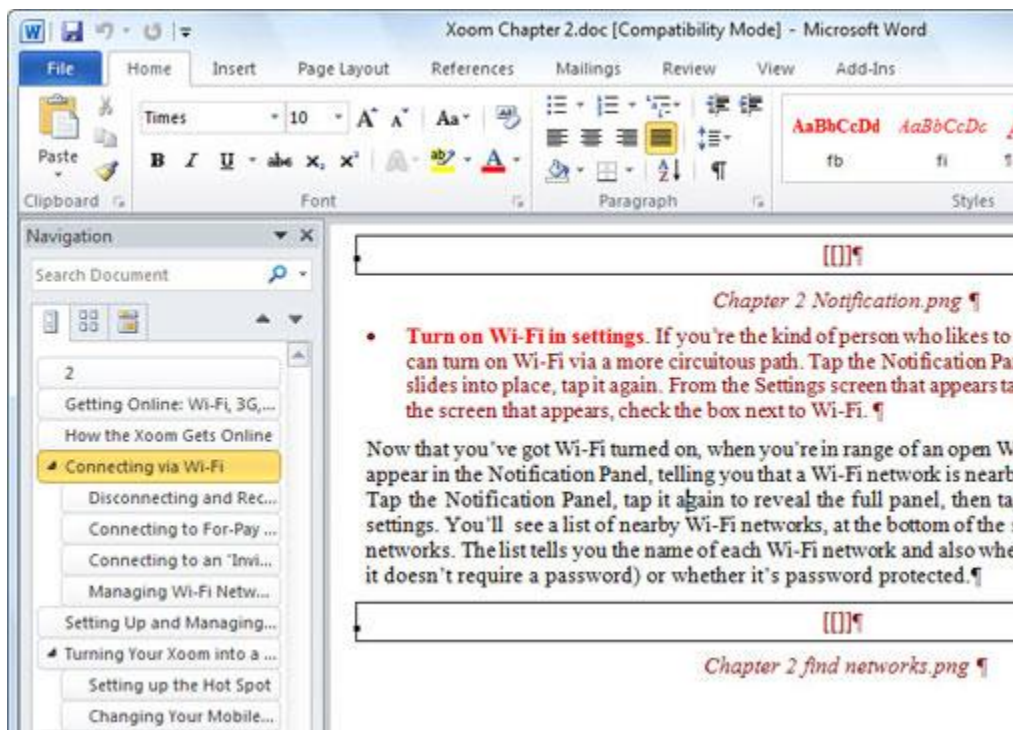 Xoom Chapter 2.doc [Compatibility Mode] - Microsoft Word
File Home Insert Page Layout References Mailings Review View Add-Ins
Times 10 Aa
AaBbCcDd AaBbCcDc
Paste B I U abc x₂ x² A ab A fb fi
Clipboard Font Paragraph Styles
Navigation
Search Document
2
Getting Online: Wi-Fi, 3G,...
How the Xoom Gets Online
Connecting via Wi-Fi
Disconnecting and Rec...
Connecting to For-Pay ...
Connecting to an "Invi...
Managing Wi-Fi Netw...
Setting Up and Managing...
Turning Your Xoom into a ...
Setting up the Hot Spot
Changing Your Mobile...
[[]]¶
Chapter 2 Notification.png ¶
• Turn on Wi-Fi in settings. If you're the kind of person who likes to
can turn on Wi-Fi via a more circuitous path. Tap the Notification Pa
slides into place, tap it again. From the Settings screen that appears ta
the screen that appears, check the box next to Wi-Fi. ¶
Now that you've got Wi-Fi turned on, when you're in range of an open W
appear in the Notification Panel, telling you that a Wi-Fi network is nearb
Tap the Notification Panel, tap it again to reveal the full panel, then ta
settings. You'll see a list of nearby Wi-Fi networks, at the bottom of the
networks. The list tells you the name of each Wi-Fi network and also whe
it doesn't require a password) or whether it's password protected.¶
[[]]¶
Chapter 2 find networks.png ¶